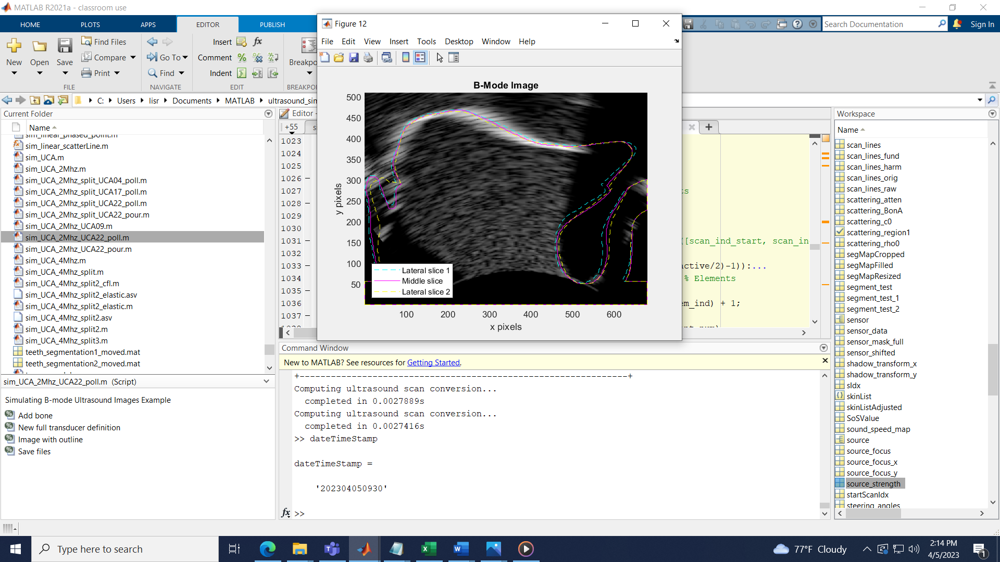 MATLAB R2021a - classroom use
HOME PLOTS APPS EDITOR PUBLISH
Search Documentation
Sign In
New Open Save
Find Files
Compare
Print
FILE
Go To
Find
NAVIGATE
Insert
Comment
Indent
EDIT
C: Users lisr Documents MATLAB
Current Folder
Name
sim_linear_phased_point.m
sim_linear_scatterLine.m
sim_UCA.m
sim_UCA_2Mhz.m
sim_UCA_2Mhz_split_UCA04_poll.m
sim_UCA_2Mhz_split_UCA17_poll.m
sim_UCA_2Mhz_split_UCA22_poll.m
sim_UCA_2Mhz_split_UCA22_pour.m
sim_UCA_2Mhz_UCA09.m
sim_UCA_2Mhz_UCA22_poll.m
sim_UCA_2Mhz_UCA22_pour.m
sim_UCA_4Mhz.m
sim_UCA_4Mhz_split.m
sim_UCA_4Mhz_split2_cfl.m
sim_UCA_4Mhz_split2_elastic.asv
sim_UCA_4Mhz_split2_elastic.m
sim_UCA_4Mhz_split2.asv
sim_UCA_4Mhz_split2.m
sim_UCA_4Mhz_split3.m
teeth_segmentation1_moved.mat
teeth_segmentation2_moved.mat
sim_UCA_2Mhz_UCA22_poll.m (Script)
Simulating B-mode Ultrasound Images Example
Add bone
New full transducer definition
Image with outline
Save files
Editor
+55
1023
1024
1025
1026
1027
1028
1029
1030
1031
1032
1033
1034
1035
1036
1037
([scan_ind_start, scan_in
active/2)-1)):...
% Elements
m_ind) + 1;
Figure 12
File Edit View Insert Tools Desktop Window Help
B-Mode Image
500
450
400
350
300
250
200
150
100
50
y pixels
Lateral slice 1
Middle slice
Lateral slice 2
100 200 300 400 500 600
x pixels
Command Window
New to MATLAB? See resources for Getting Started.
+---------------------------------------------------------------+
Computing ultrasound scan conversion...
completed in 0.0027889s
Computing ultrasound scan conversion...
completed in 0.0027416s
>> dateTimeStamp
dateTimeStamp =
'202304050930'
fx >>
Workspace
Name
scan_lines
scan_lines_fund
scan_lines_harm
scan_lines_orig
scan_lines_raw
scattering_atten
scattering_BonA
scattering_c0
scattering_region1
scattering_rho0
segMapCropped
segMapFilled
segMapResized
segment_test
segment_test_1
segment_test_2
sensor
sensor_data
sensor_mask_full
sensor_shifted
shadow_transform_x
shadow_transform_y
sIdx
skinList
skinListAdjusted
SoSValue
sound_speed_map
source
source_focus
source_focus_x
source_focus_y
source_strength
startScanIdx
steering_angles
Type here to search
77°F Cloudy
2:14 PM
4/5/2023
1